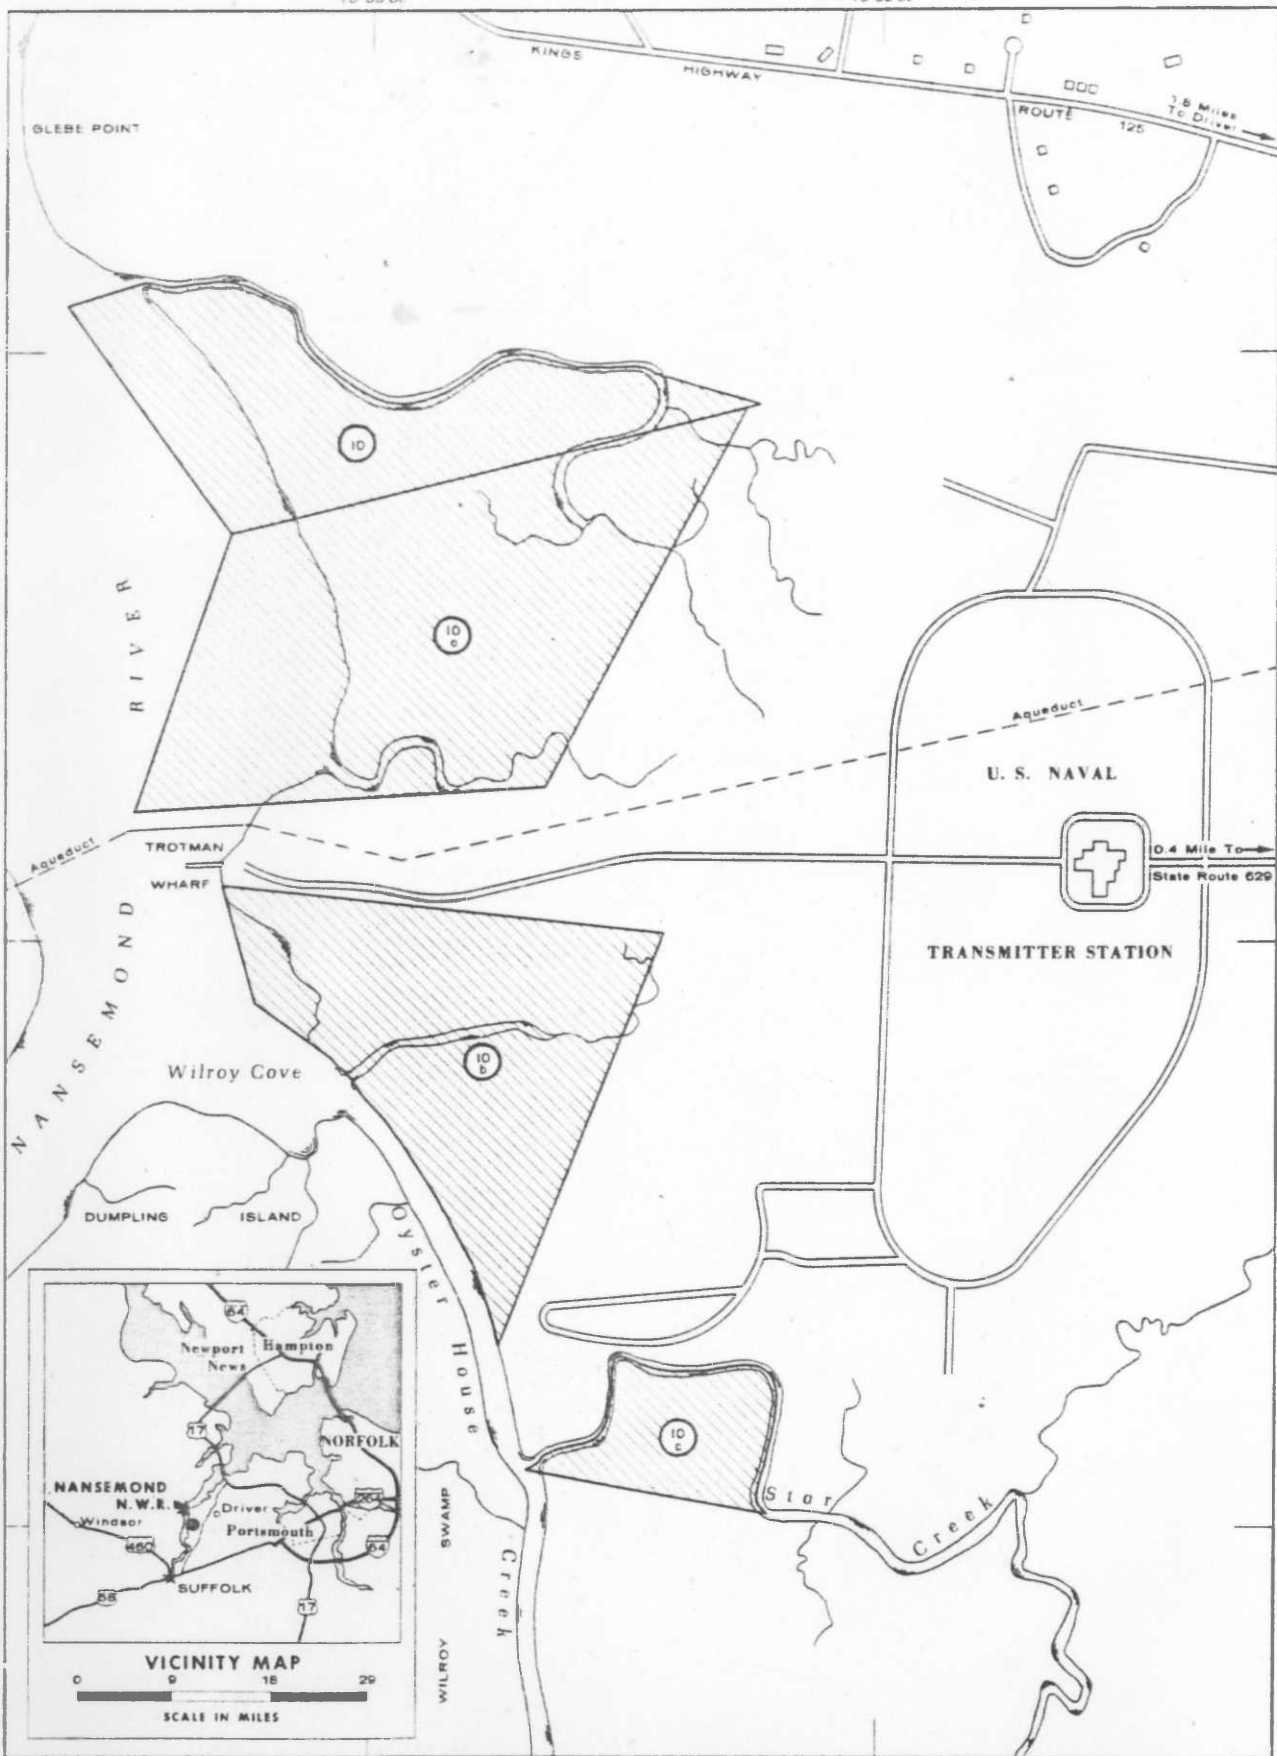 KINGS HIGHWAY
ROUTE 125
1.8 Miles
To Driver
GLEBE POINT
10
10
a
RIVER
Aqueduct
U. S. NAVAL
Aqueduct
TROTMAN
WHARF
0.4 Mile To
State Route 629
TRANSMITTER STATION
NANSEMOND
10
b
Wilroy Cove
DUMPLING ISLAND
Oyster House
Creek
10
c
Star Creek
WILROY SWAMP
64
Newport
News
Hampton
17
NORFOLK
NANSEMOND
N.W.R.
Driver
Windsor
Portsmouth
460
64
SUFFOLK
58
17
VICINITY MAP
0 9 18 29
SCALE IN MILES